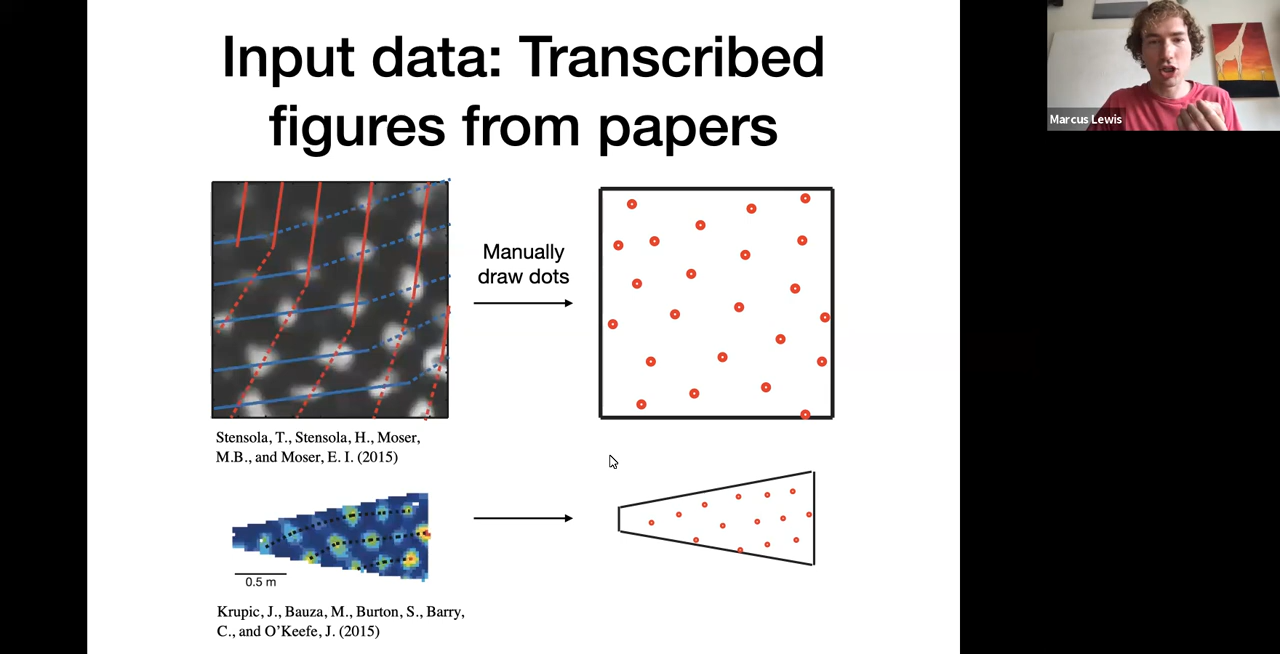 Input data: Transcribed
figures from papers
Marcus Lewis
Manually
draw dots
Stensola, T., Stensola, H., Moser,
M.B., and Moser, E. I. (2015)
0.5 m
Krupic, J., Bauza, M., Burton, S., Barry,
C., and O'Keefe, J. (2015)